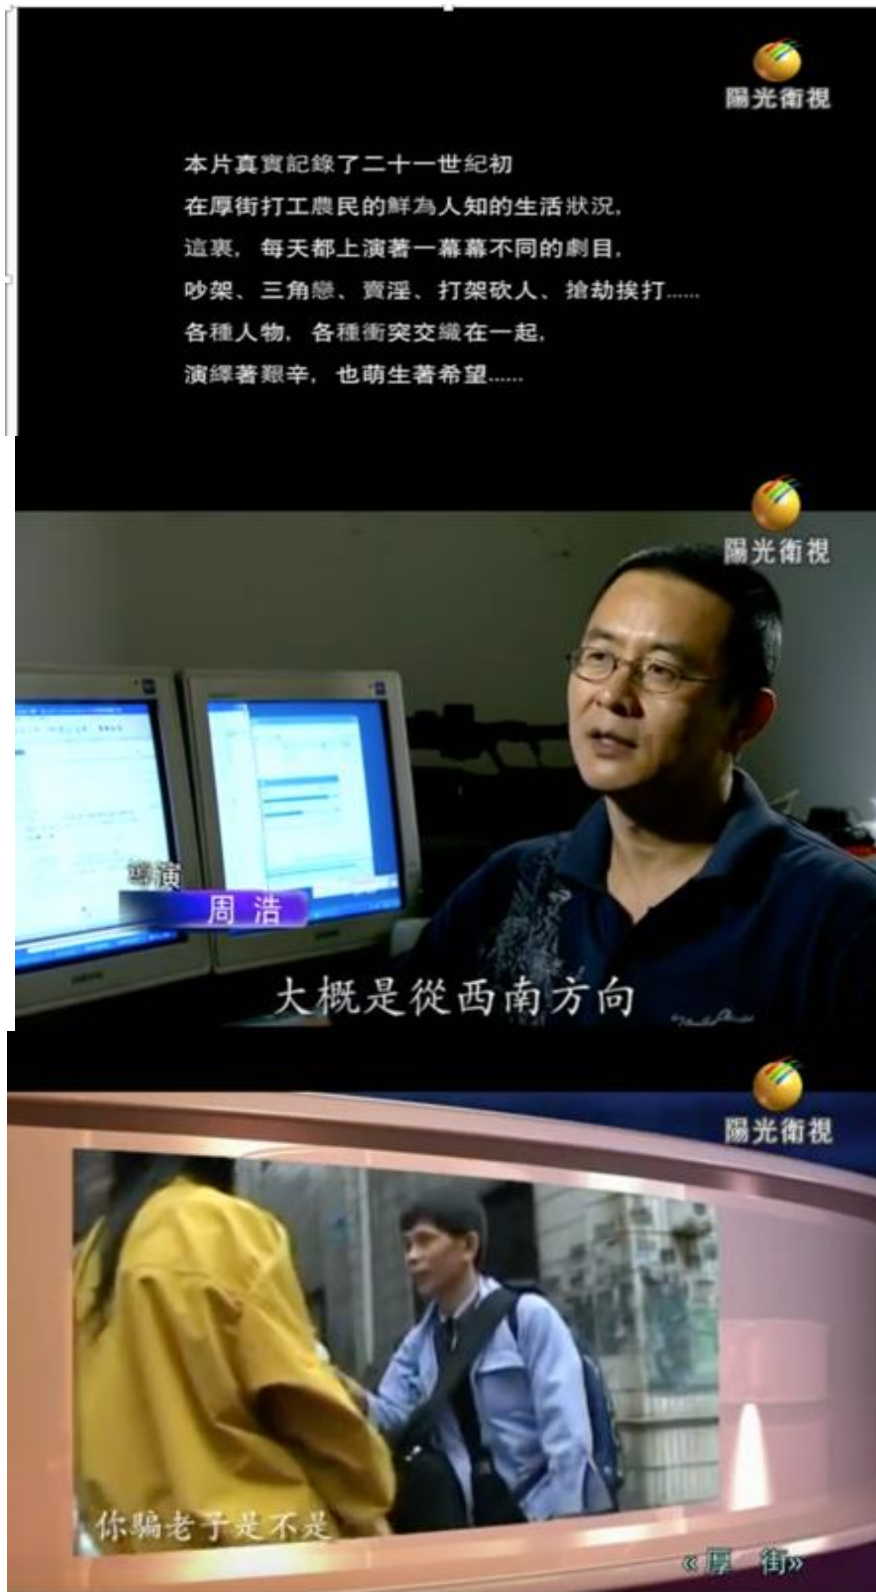 陽光衛視
本片真實記錄了二十一世紀初
在厚街打工農民的鮮為人知的生活狀況,
這裏, 每天都上演著一幕幕不同的劇目,
吵架、三角戀、賣淫、打架砍人、搶劫挨打......
各種人物, 各種衝突交織在一起,
演繹著艱辛, 也萌生著希望......
陽光衛視
導演
周浩
大概是從西南方向
陽光衛視
你騙老子是不是
《厚 街》